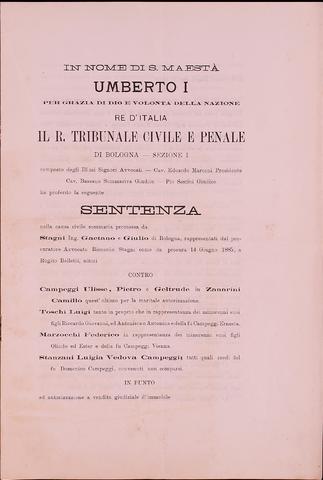 IN NOME DI S. MAESTÀ
UMBERTO I
PER GRAZIA DI DIO E VOLONTÀ DELLA NAZIONE
RE D'ITALIA
IL R. TRIBUNALE CIVILE E PENALE
DI BOLOGNA — SEZIONE I
composto degli Ill.mi Signori Avvocati — Cav. Edoardo Marconi Presidente
Cav. Bassano Giudice — Pio Sertini Giudice
ha proferito la seguente
SENTENZA
nella causa civile sommaria promossa da
Stagni Ing. Gaetano e Giulio di Bologna, rappresentati dal pro-
curatore Avvocato Romualdo Stagni come da procura 14 Giugno 1885, a
Rogito Belletti, attori
CONTRO
Campeggi Ulisse, Pietro e Geltrude in Zanarini
Camillo quest'ultimo per la maritale autorizzazione.
Toschi Luigi tanto in proprio che in rappresentanza dei minorenni suoi
figli Riccardo Giovanni, ed Antonio ed Antonica e della fu Campeggi Ernesta.
Marzocchi Federico in rappresentanza dei minorenni suoi figli
Olindo ed Ester e della fu Campeggi Vienna.
Stanzani Luigia Vedova Campeggi; tutti quali eredi del
fu Domenico Campeggi, convenuti non comparsi.
IN PUNTO
ad autorizzazione a vendita giudiziale d'immobile